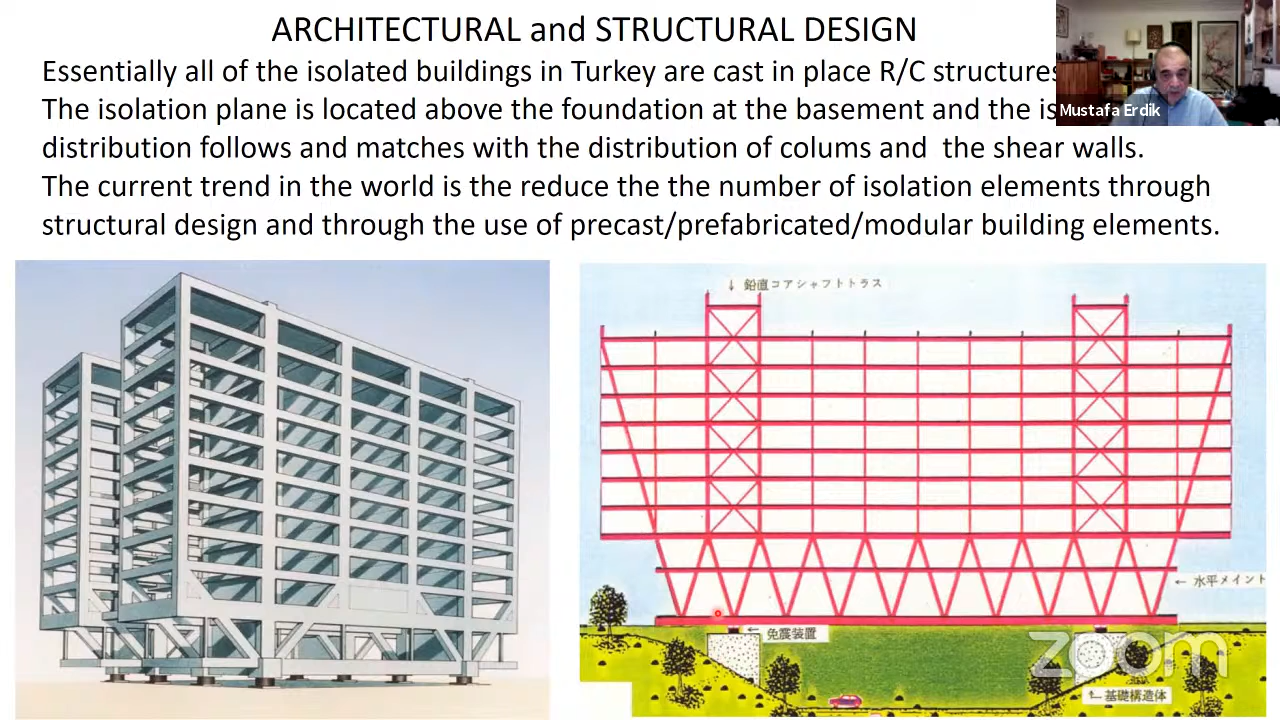 ARCHITECTURAL and STRUCTURAL DESIGN
Essentially all of the isolated buildings in Turkey are cast in place R/C structures
The isolation plane is located above the foundation at the basement and the
distribution follows and matches with the distribution of colums and the shear walls.
The current trend in the world is the reduce the the number of isolation elements through
structural design and through the use of precast/prefabricated/modular building elements.
Mustafa Erdik
↓ 鉛直コアシャフトトラス
← 水平メイント
← 免震装置
← 基礎構造体
zoom